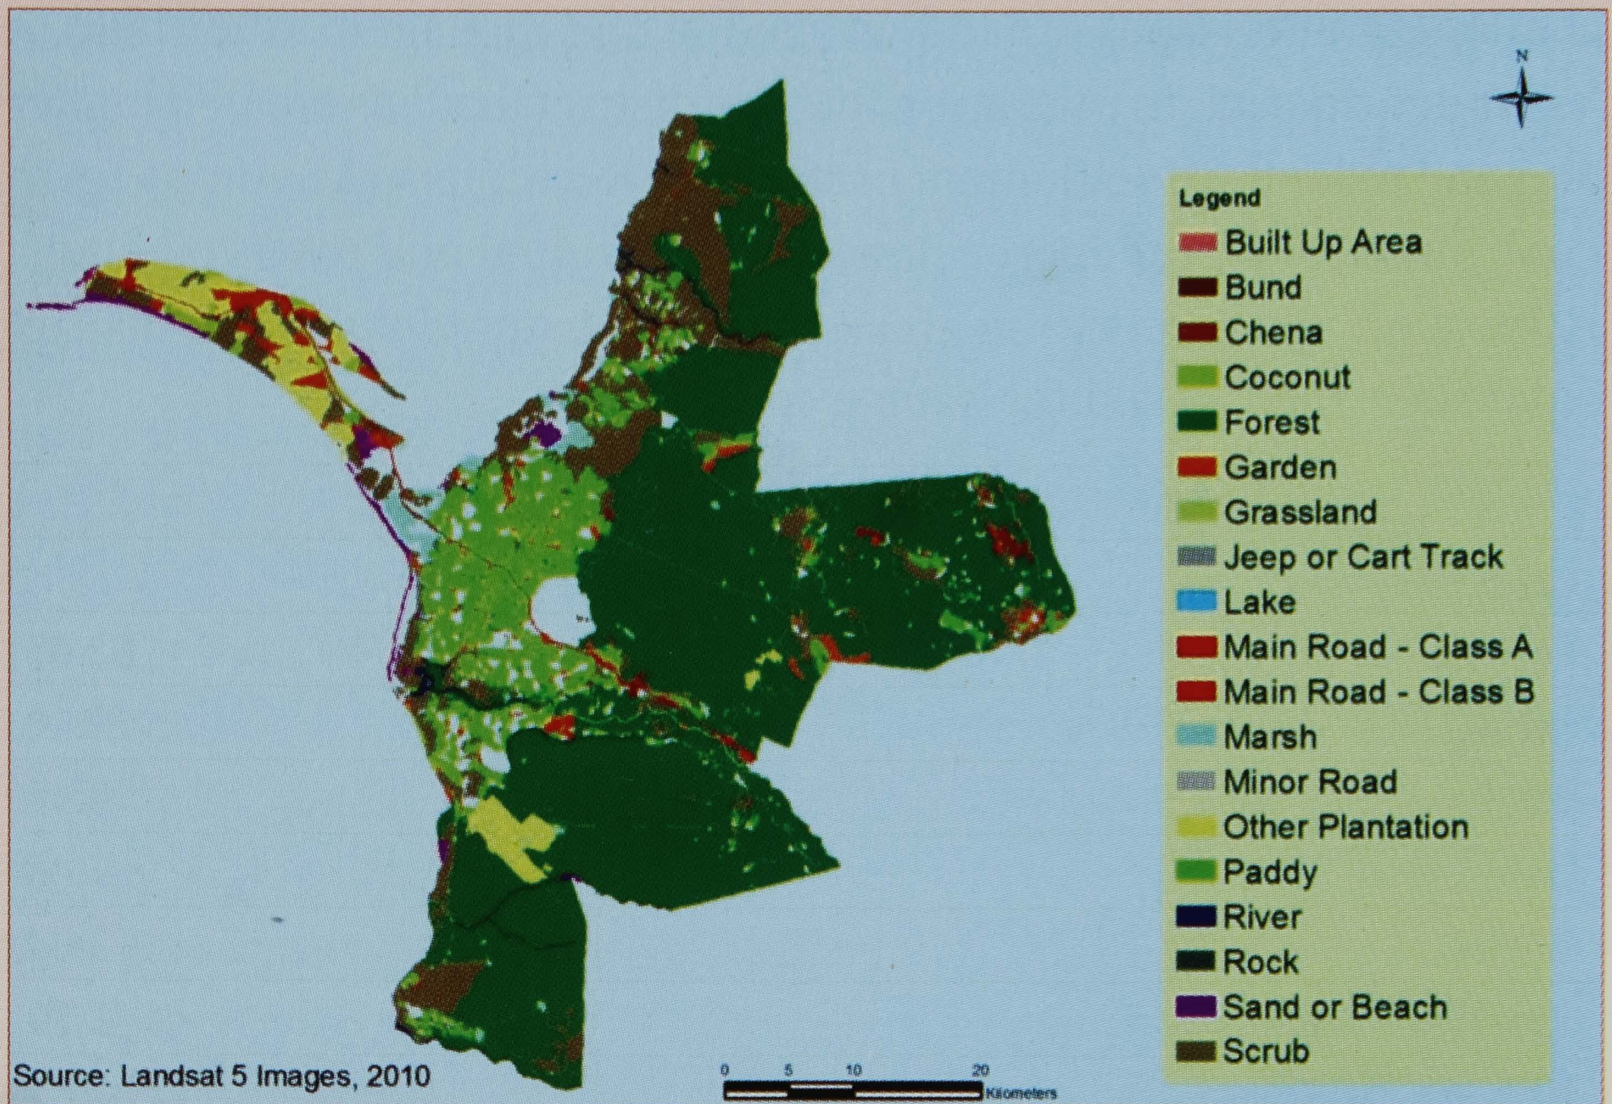 N
Legend
Built Up Area
Bund
Chena
Coconut
Forest
Garden
Grassland
Jeep or Cart Track
Lake
Main Road - Class A
Main Road - Class B
Marsh
Minor Road
Other Plantation
Paddy
River
Rock
Sand or Beach
Scrub
Source: Landsat 5 Images, 2010
0 5 10 20
Kilometers